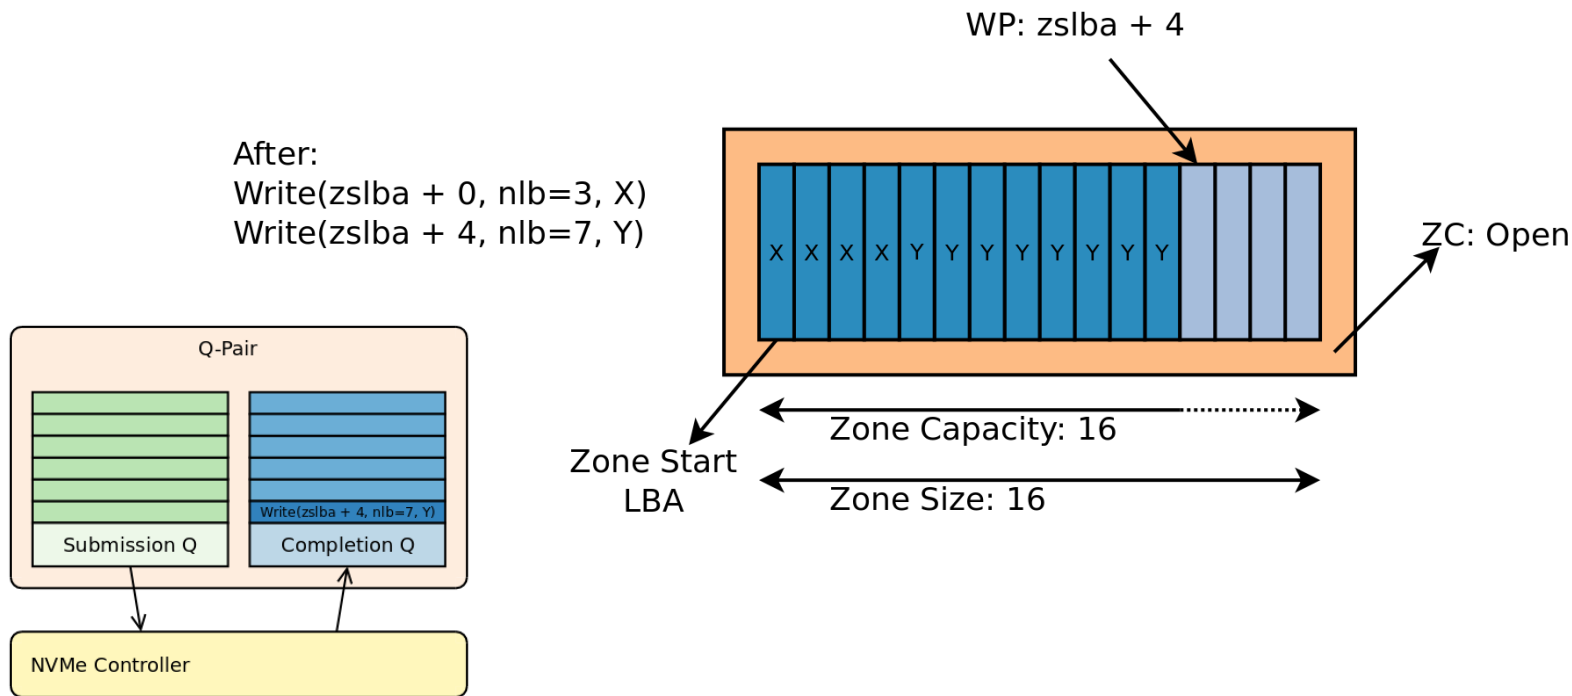 WP: zslba + 4
After:
Write(zslba + 0, nlb=3, X)
Write(zslba + 4, nlb=7, Y)
X X X X Y Y Y Y Y Y Y Y
ZC: Open
Zone Capacity: 16
Zone Start
LBA
Zone Size: 16
Q-Pair
Write(zslba + 4, nlb=7, Y)
Submission Q
Completion Q
NVMe Controller